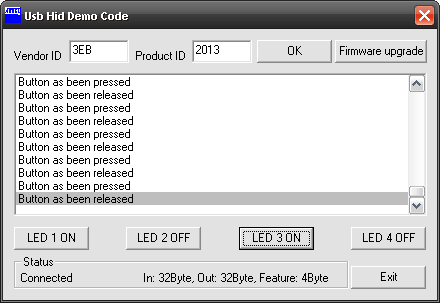 Usb Hid Demo Code
Vendor ID 3EB Product ID 2013 OK Firmware upgrade
Button as been pressed
Button as been released
Button as been pressed
Button as been released
Button as been pressed
Button as been released
Button as been pressed
Button as been released
Button as been pressed
Button as been released
LED 1 ON LED 2 OFF LED 3 ON LED 4 OFF
Status
Connected In: 32Byte, Out: 32Byte, Feature: 4Byte Exit